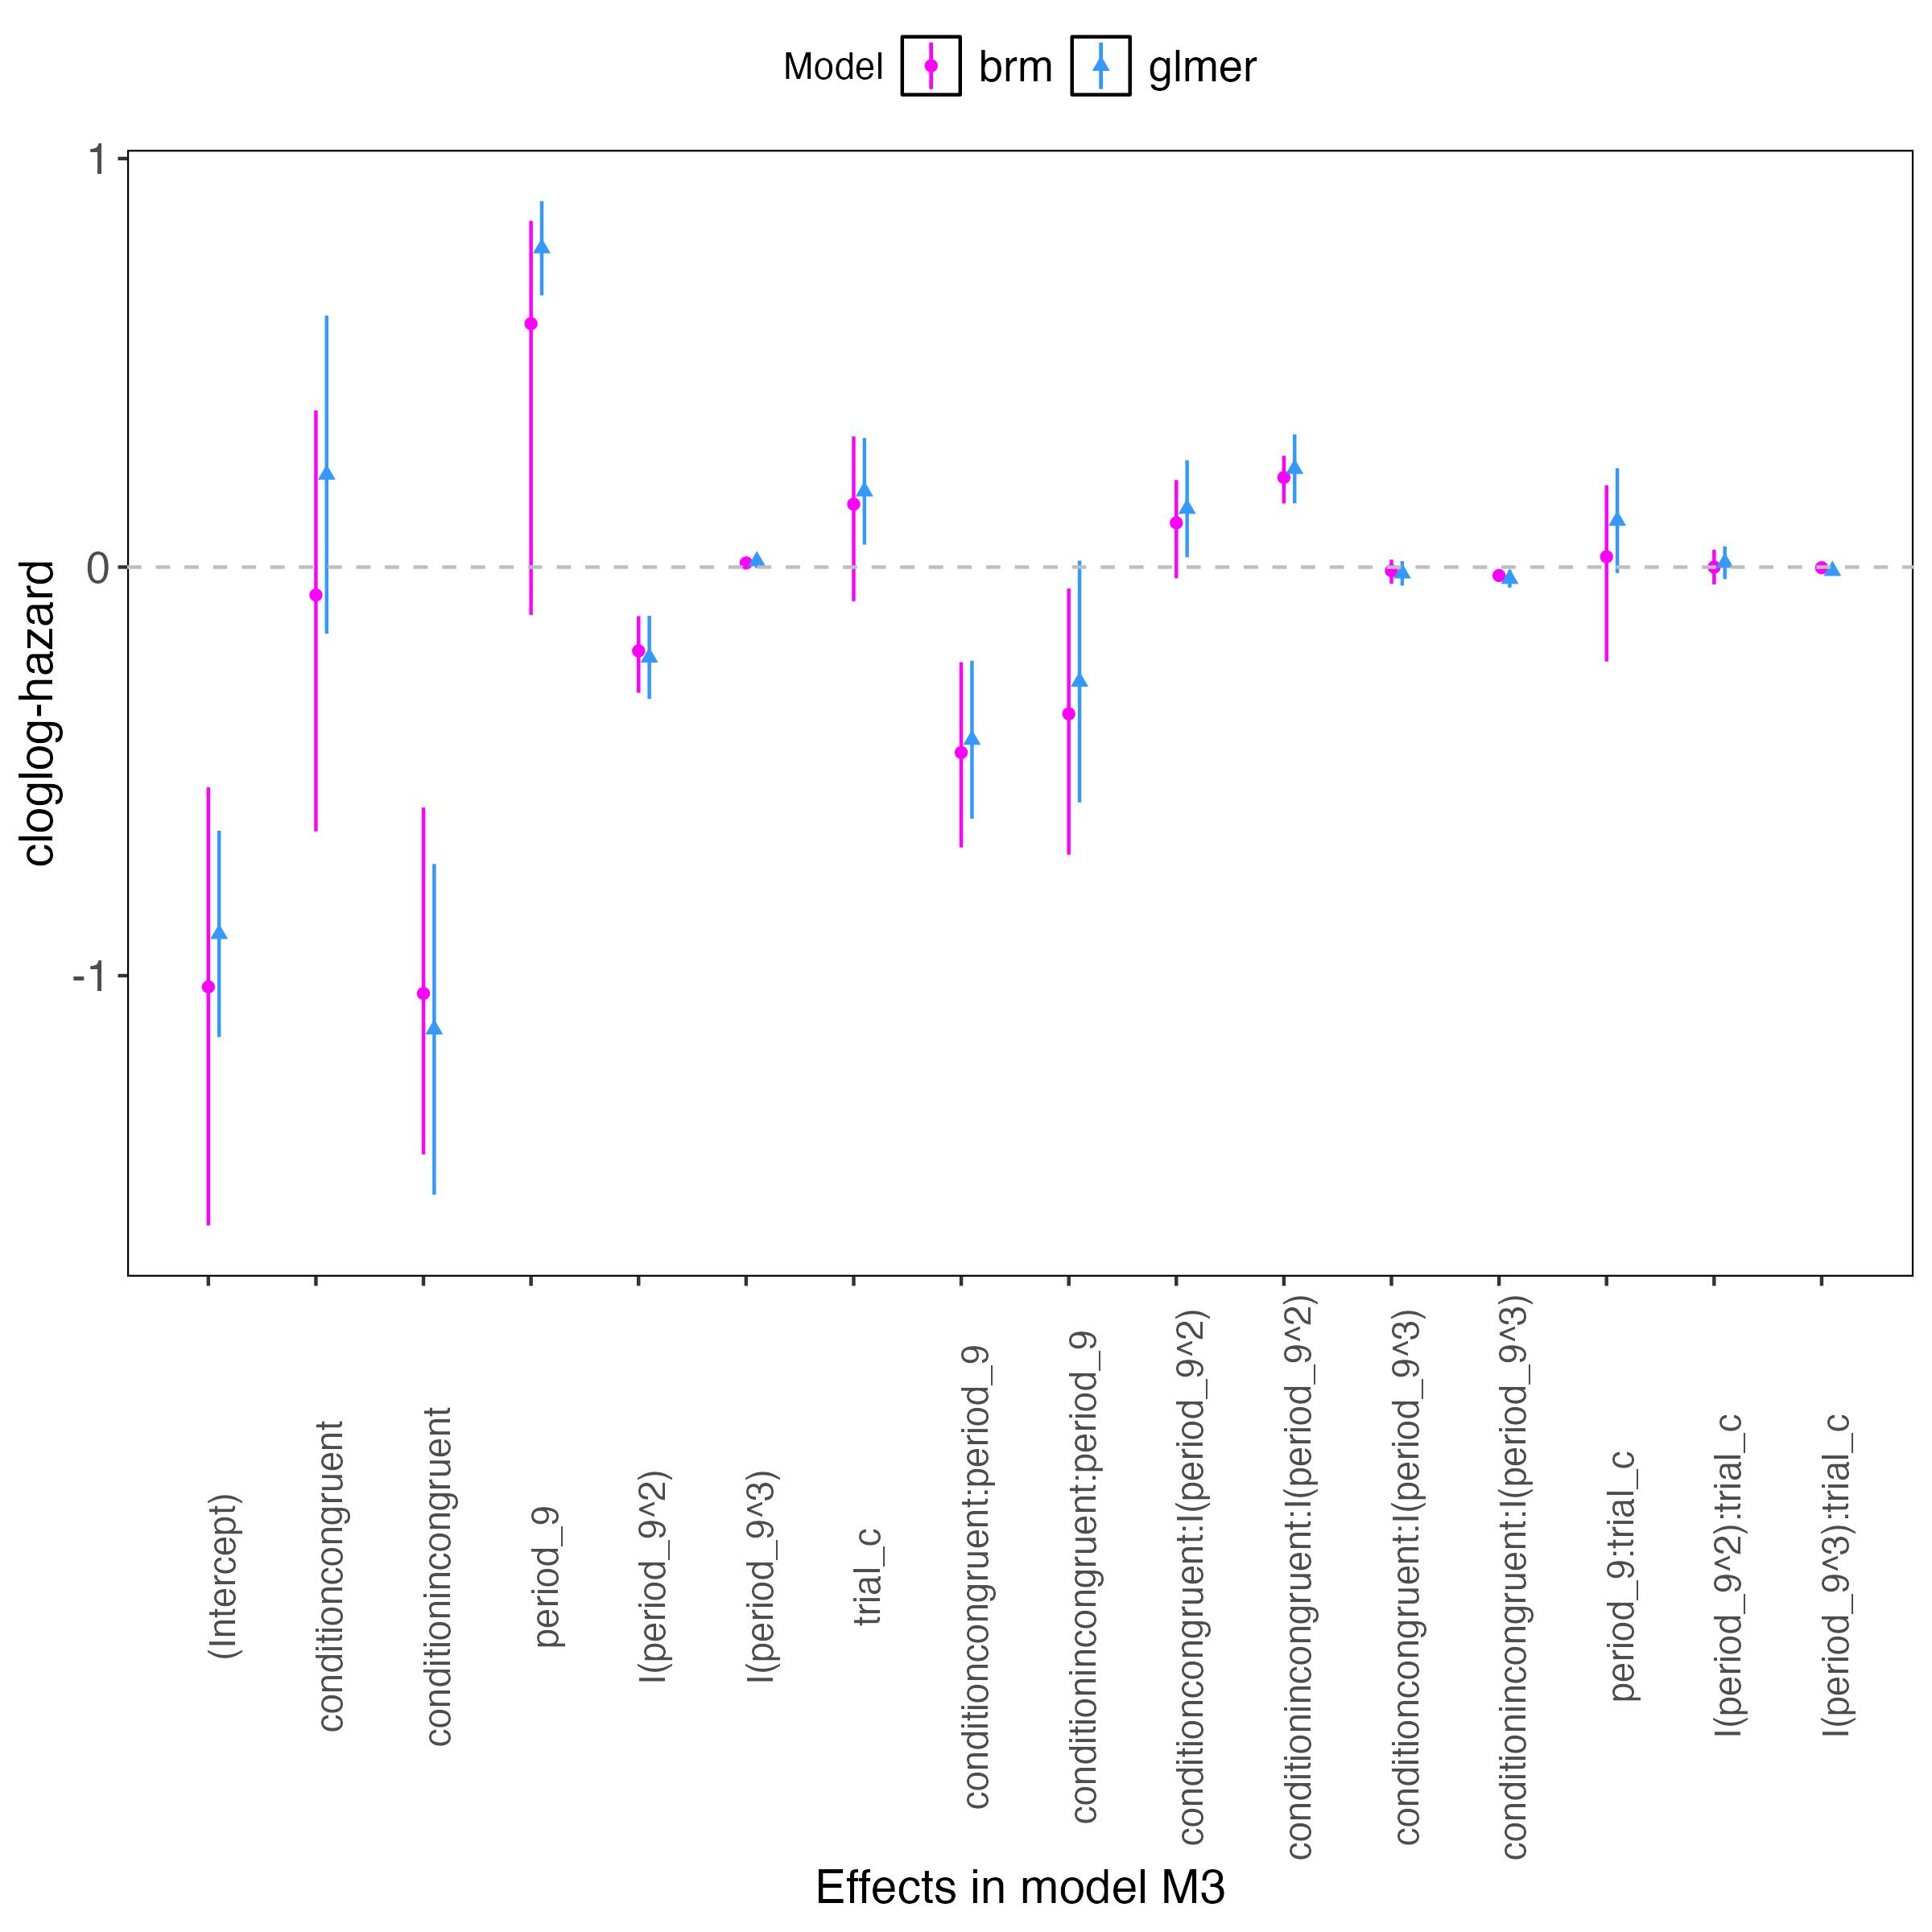 Model brm glmer
cloglog-hazard
1
0
-1
(Intercept)
conditioncongruent
conditionincongruent
period_9
I(period_9^2)
I(period_9^3)
trial_c
conditioncongruent:period_9
conditionincongruent:period_9
conditioncongruent:I(period_9^2)
conditionincongruent:I(period_9^2)
conditioncongruent:I(period_9^3)
conditionincongruent:I(period_9^3)
period_9:trial_c
I(period_9^2):trial_c
I(period_9^3):trial_c
Effects in model M3